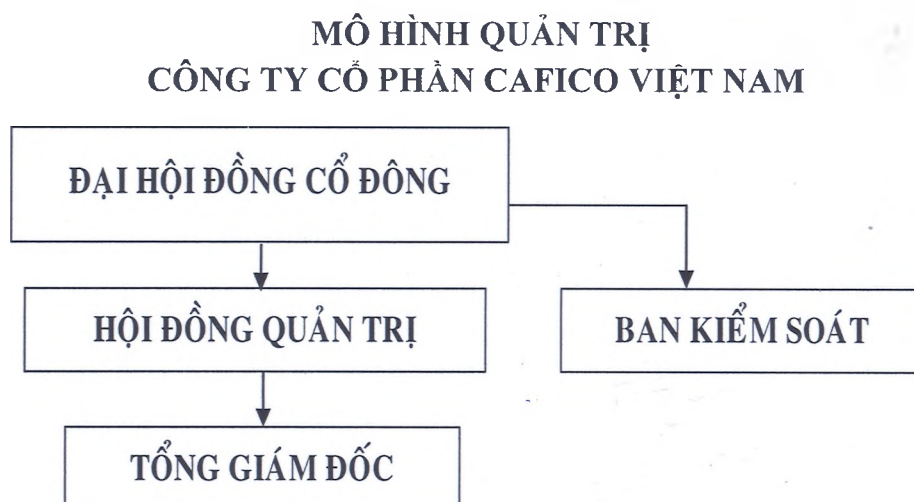 MÔ HÌNH QUẢN TRỊ
CÔNG TY CỔ PHẦN CAFICO VIỆT NAM
ĐẠI HỘI ĐỒNG CỔ ĐÔNG
HỘI ĐỒNG QUẢN TRỊ
BAN KIỂM SOÁT
TỔNG GIÁM ĐỐC